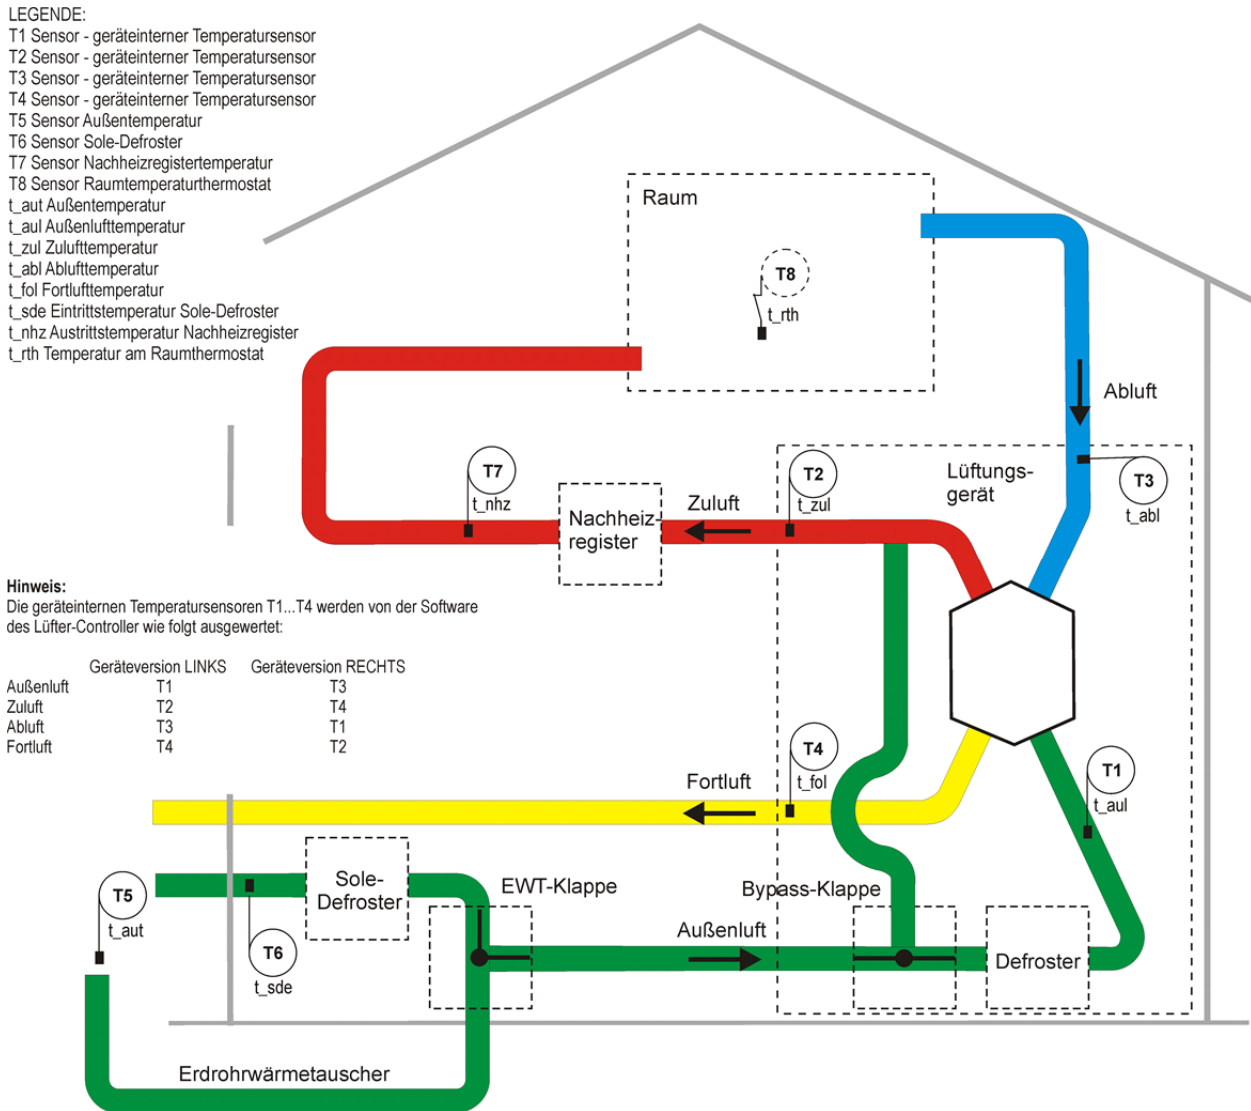 LEGENDE:
T1 Sensor - geräteinterner Temperatursensor
T2 Sensor - geräteinterner Temperatursensor
T3 Sensor - geräteinterner Temperatursensor
T4 Sensor - geräteinterner Temperatursensor
T5 Sensor Außentemperatur
T6 Sensor Sole-Defroster
T7 Sensor Nachheizregistertemperatur
T8 Sensor Raumtemperaturthermostat
t_aut Außentemperatur
t_aul Außenlufttemperatur
t_zul Zulufttemperatur
t_abl Ablufttemperatur
t_fol Fortlufttemperatur
t_sde Eintrittstemperatur Sole-Defroster
t_nhz Austrittstemperatur Nachheizregister
t_rth Temperatur am Raumthermostat
Raum
T8
t_rth
Abluft
T7
t_nhz
Nachheiz-
register
Zuluft
T2
t_zul
Lüftungs-
gerät
T3
t_abl
Hinweis:
Die geräteinternen Temperatursensoren T1...T4 werden von der Software
des Lüfter-Controller wie folgt ausgewertet:
Geräteversion LINKS Geräteversion RECHTS
Außenluft T1 T3
Zuluft T2 T4
Abluft T3 T1
Fortluft T4 T2
Fortluft
T4
t_fol
T1
t_aul
T5
t_aut
T6
t_sde
Sole-
Defroster
EWT-Klappe
Außenluft
Bypass-Klappe
Defroster
Erdrohrwärmetauscher